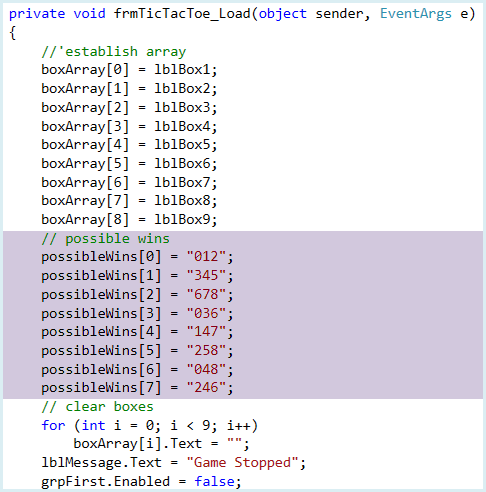 private void frmTicTacToe_Load(object sender, EventArgs e)
{
//'establish array
boxArray[0] = lblBox1;
boxArray[1] = lblBox2;
boxArray[2] = lblBox3;
boxArray[3] = lblBox4;
boxArray[4] = lblBox5;
boxArray[5] = lblBox6;
boxArray[6] = lblBox7;
boxArray[7] = lblBox8;
boxArray[8] = lblBox9;
// possible wins
possibleWins[0] = "012";
possibleWins[1] = "345";
possibleWins[2] = "678";
possibleWins[3] = "036";
possibleWins[4] = "147";
possibleWins[5] = "258";
possibleWins[6] = "048";
possibleWins[7] = "246";
// clear boxes
for (int i = 0; i < 9; i++)
boxArray[i].Text = "";
lblMessage.Text = "Game Stopped";
grpFirst.Enabled = false;